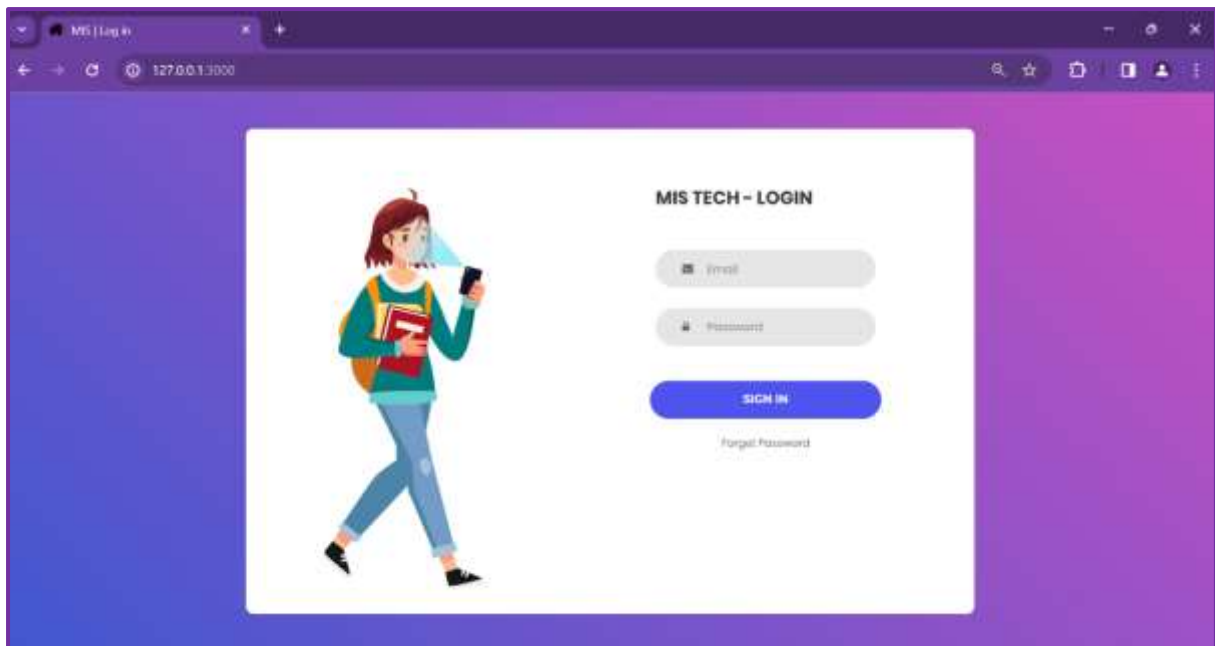 MIS | Log in
127.0.0.1:3000
MIS TECH - LOGIN
Email
Password
SIGN IN
Forgot Password